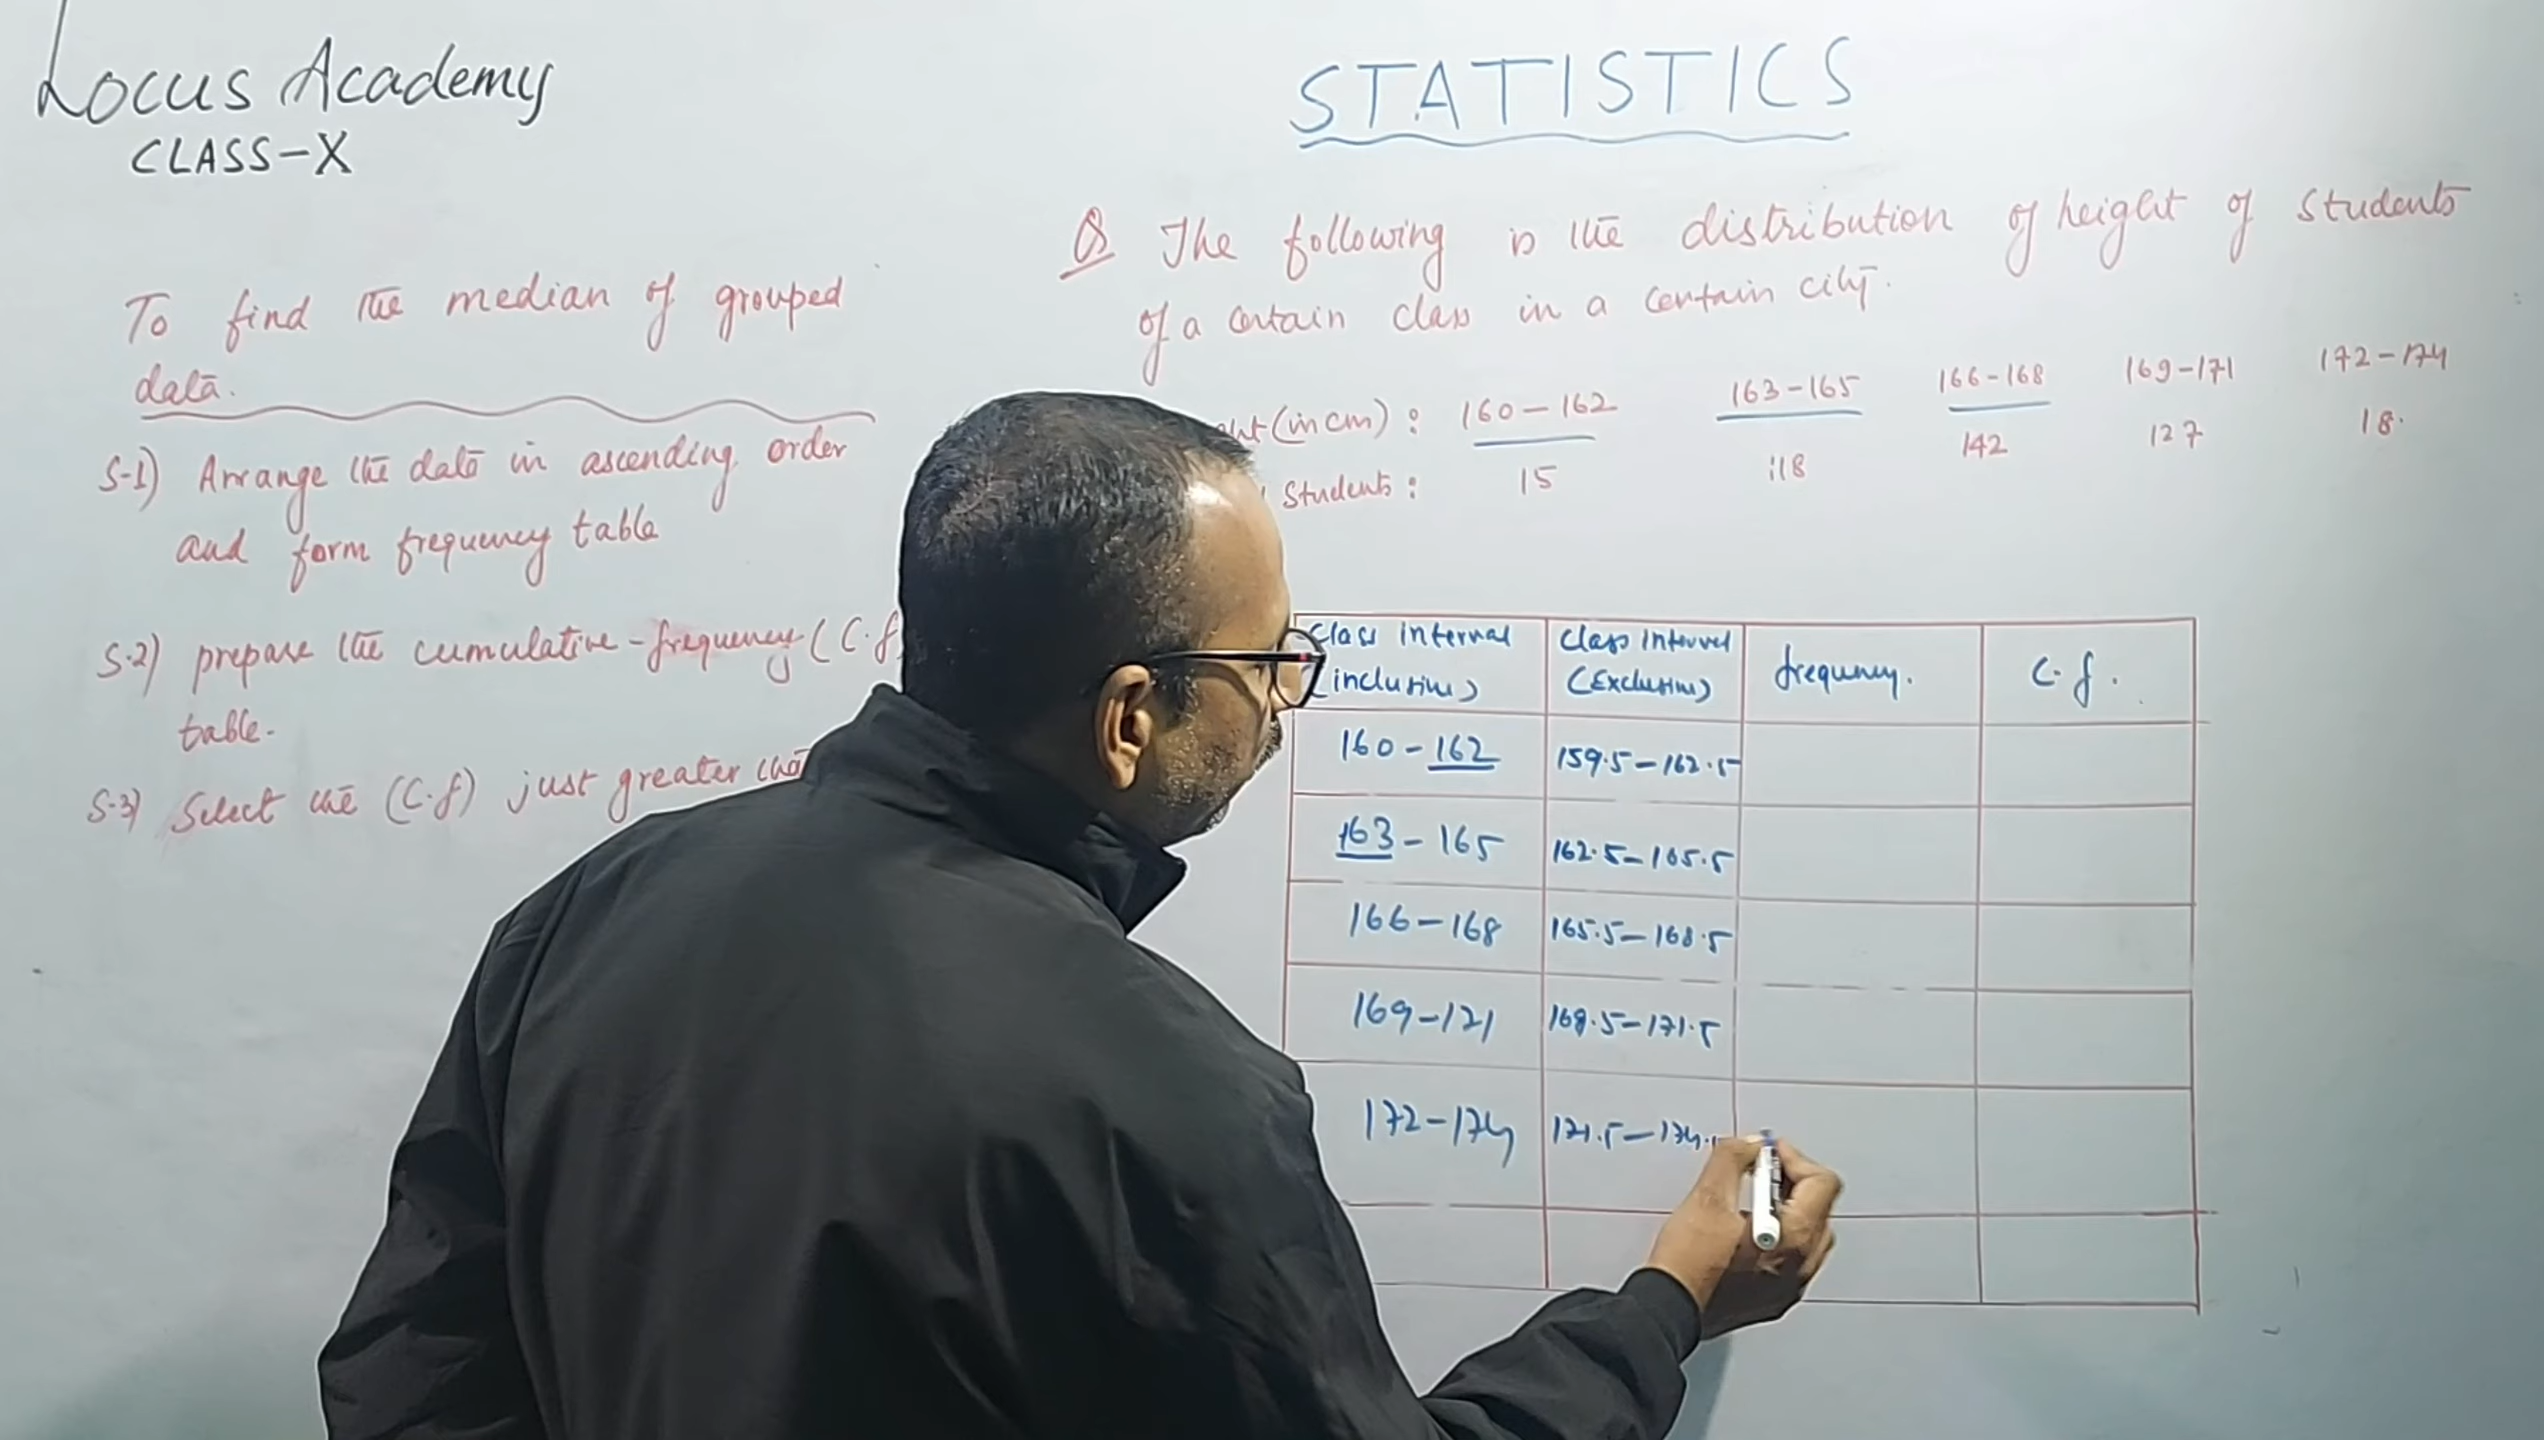 Locus Academy
CLASS-X
STATISTICS
To find the median of grouped
data.
S-1) Arrange the data in ascending order
and form frequency table
S-2) prepare the cumulative-frequency (C.f
table.
S-3) Select the (C.f) just greater
Q The following is the distribution of height of students
of a certain class in a certain city.
(in cm) : 160-162 163-165 166-168 169-171 172-174
Students : 15 118 142 127 18.
Class interval Class interval frequency. C.f.
(inclusive) (Exclusive)
160-162 159.5-162.5
163-165 162.5-165.5
166-168 165.5-168.5
169-171 168.5-171.5
172-174 171.5-174.